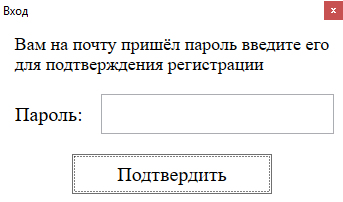 Вход
x
Вам на почту пришёл пароль введите его
для подтверждения регистрации
Пароль:
Подтвердить